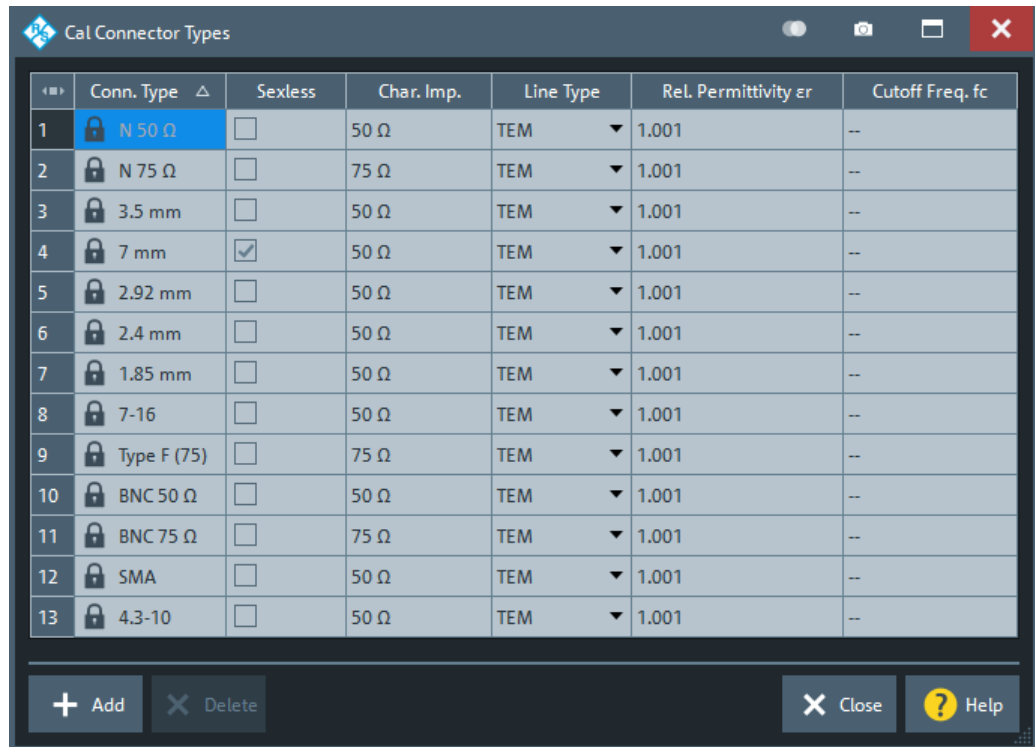 R&S Cal Connector Types
Conn. Type Sexless Char. Imp. Line Type Rel. Permittivity εr Cutoff Freq. fc
1 N 50 Ω 50 Ω TEM 1.001 --
2 N 75 Ω 75 Ω TEM 1.001 --
3 3.5 mm 50 Ω TEM 1.001 --
4 7 mm 50 Ω TEM 1.001 --
5 2.92 mm 50 Ω TEM 1.001 --
6 2.4 mm 50 Ω TEM 1.001 --
7 1.85 mm 50 Ω TEM 1.001 --
8 7-16 50 Ω TEM 1.001 --
9 Type F (75) 75 Ω TEM 1.001 --
10 BNC 50 Ω 50 Ω TEM 1.001 --
11 BNC 75 Ω 75 Ω TEM 1.001 --
12 SMA 50 Ω TEM 1.001 --
13 4.3-10 50 Ω TEM 1.001 --
Add Delete Close ? Help